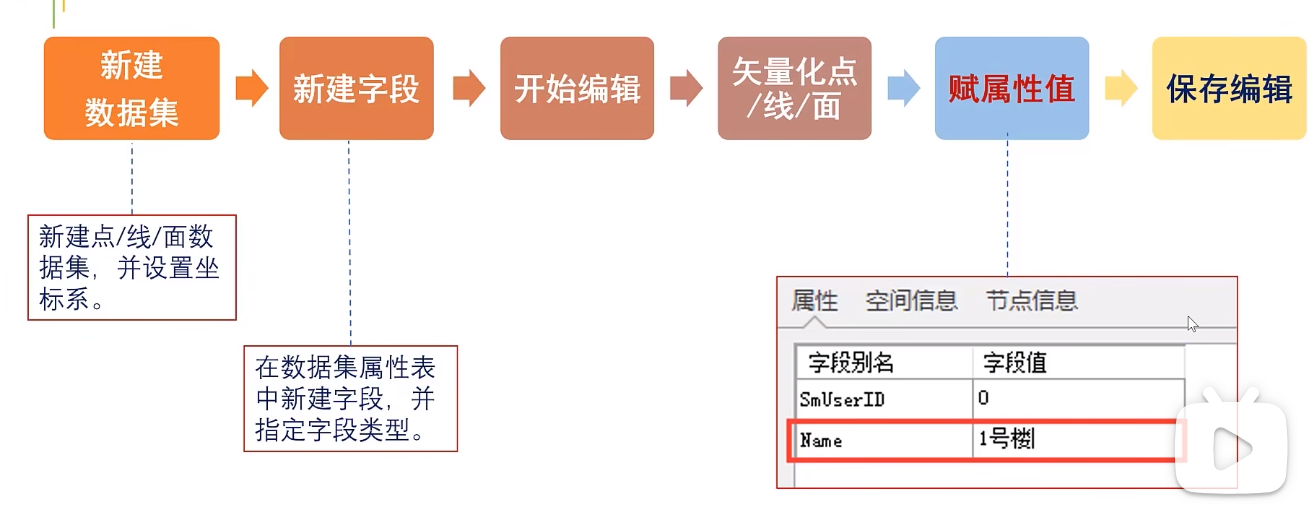 新建
数据集
新建字段
开始编辑
矢量化点
/线/面
赋属性值
保存编辑
新建点/线/面数
据集，并设置坐
标系。
在数据集属性表
中新建字段，并
指定字段类型。
属性 空间信息 节点信息
字段别名 字段值
SmUserID 0
Name 1号楼